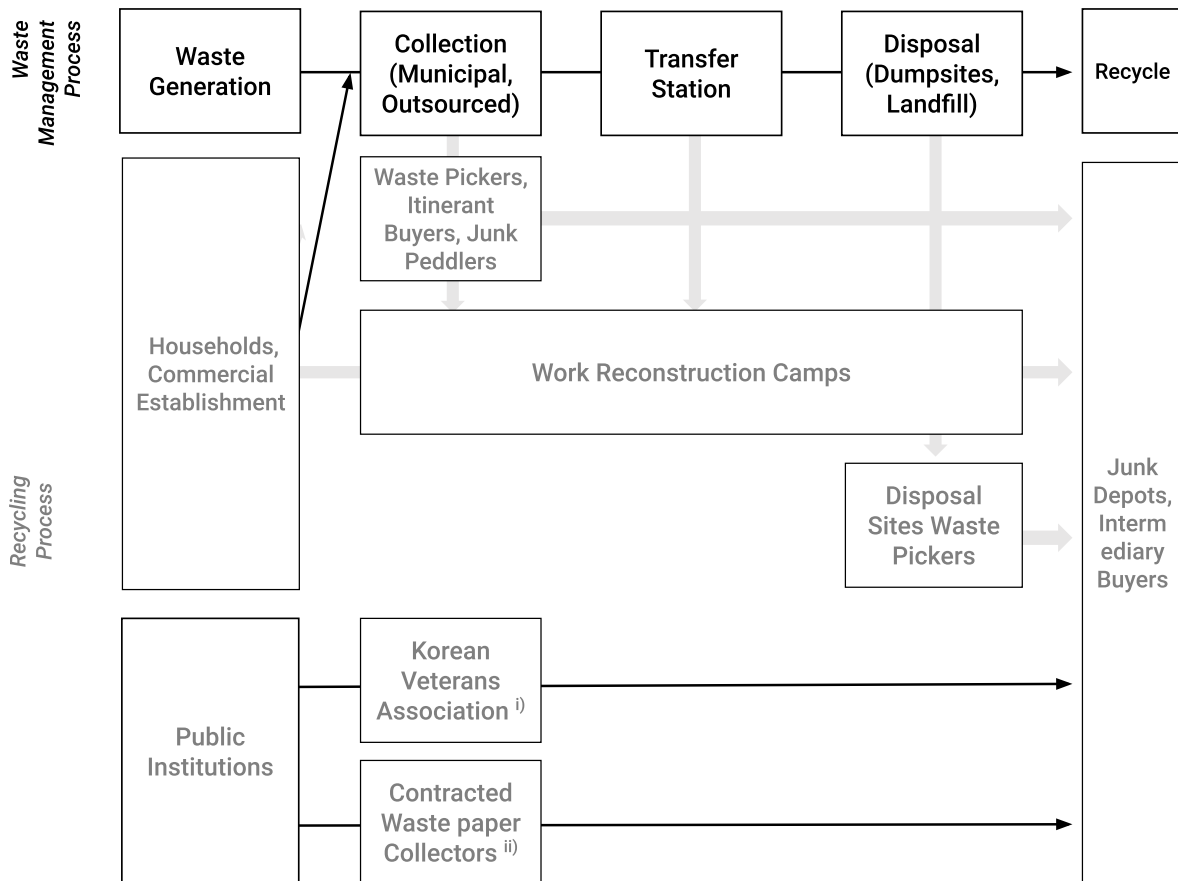 Waste
Management
Process
Waste
Generation
Collection
(Municipal,
Outsourced)
Transfer
Station
Disposal
(Dumpsites,
Landfill)
Recycle
Waste Pickers,
Itinerant
Buyers, Junk
Peddlers
Households,
Commercial
Establishment
Work Reconstruction Camps
Recycling
Process
Disposal
Sites Waste
Pickers
Junk
Depots,
Interm
ediary
Buyers
Korean
Veterans
Association i)
Public
Institutions
Contracted
Waste paper
Collectors ii)